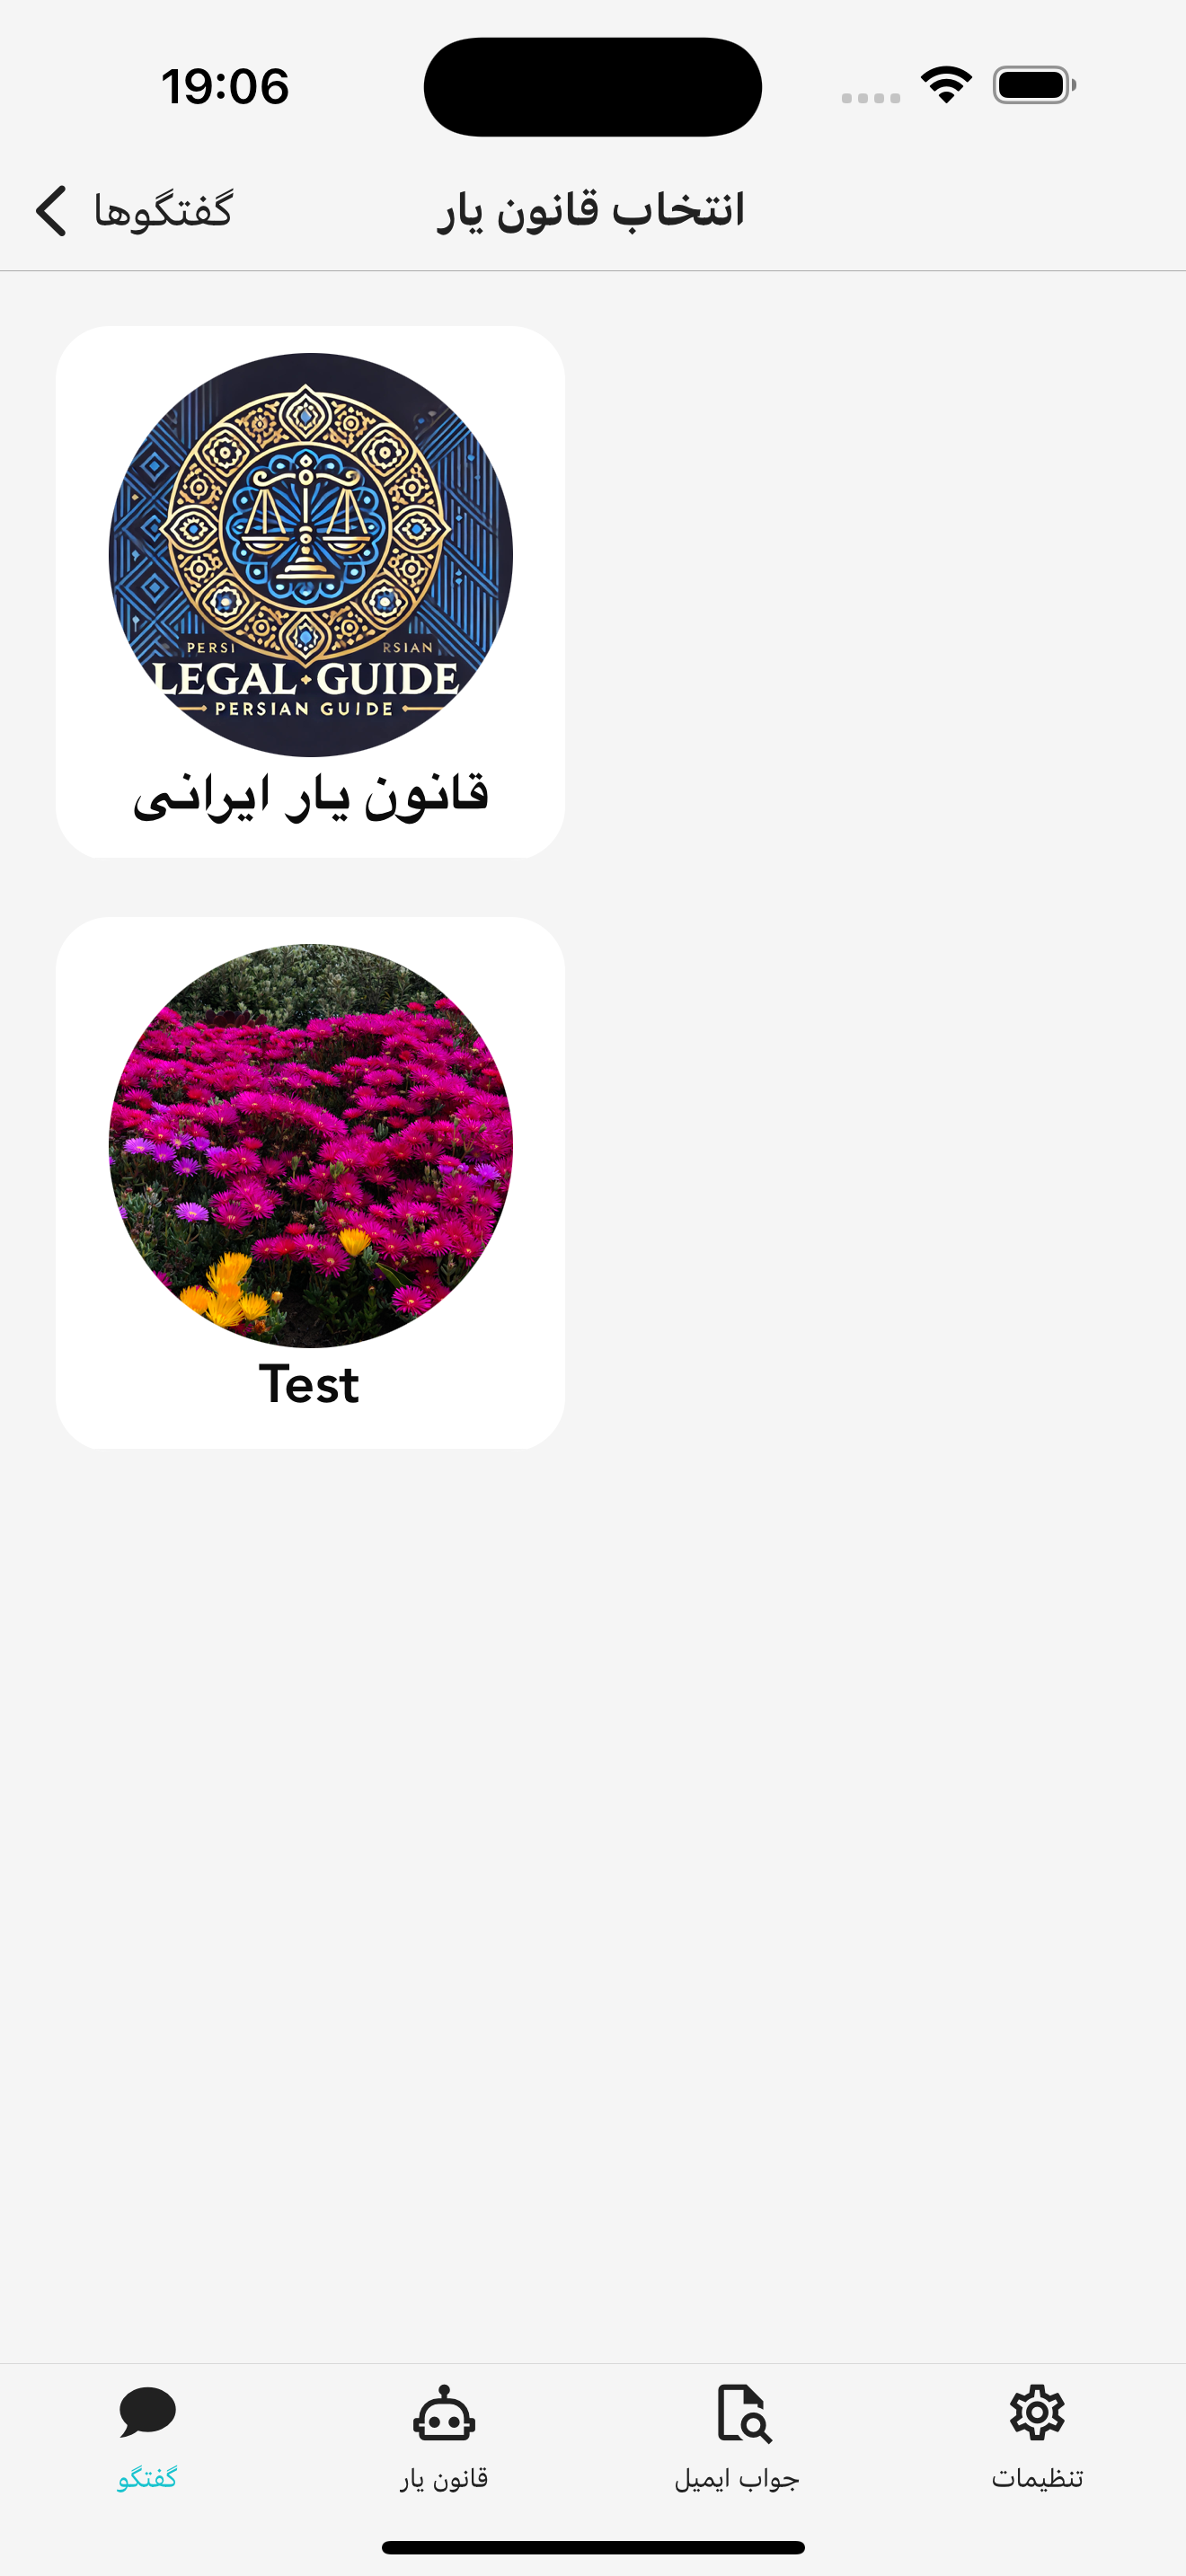 19:06
گفتگوها
انتخاب قانون یار
PERSI RSIAN
LEGAL GUIDE
PERSIAN GUIDE
قانون یار ایرانی
Test
گفتگو
قانون یار
جواب ایمیل
تنظیمات